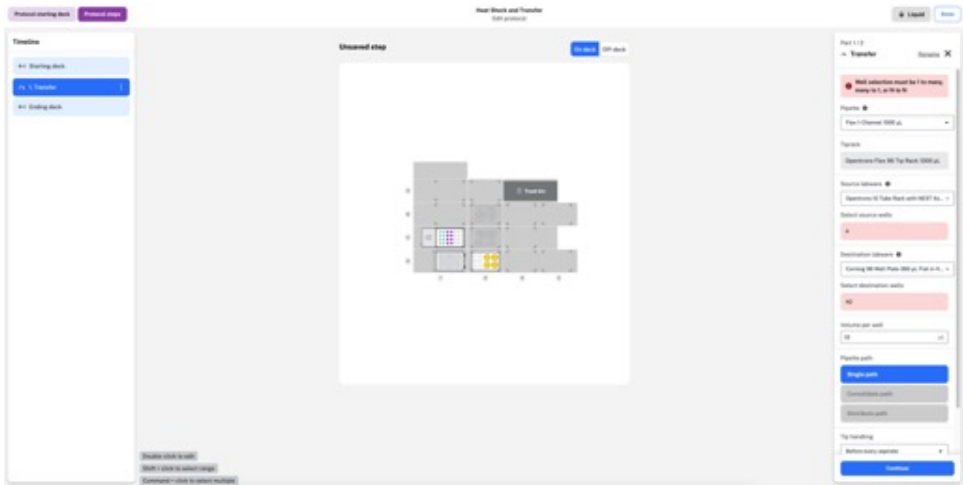 Protocol starting deck
Protocol steps
Heat Shock and Transfer
Edit protocol
Liquid
Done
Timeline
Starting deck
1. Transfer
Ending deck
Unsaved step
On deck
Off deck
Trash bin
Double-click to edit
Shift + click to select range
Command + click to select multiple
Part 1 / 2
Transfer
Rename
Well selection must be 1 to many,
many to 1, or N to N
Pipette
Flex 1-Channel 1000 μL
Tiprack
Opentrons Flex 96 Tip Rack 1000 μL
Source labware
Select source wells
4
Destination labware
Corning 96 Well Plate 360 μL Flat
Select destination wells
Volume per well
10
Pipette path
Single path
Consolidate path
Distribute path
Tip handling
Before every aspirate
Continue